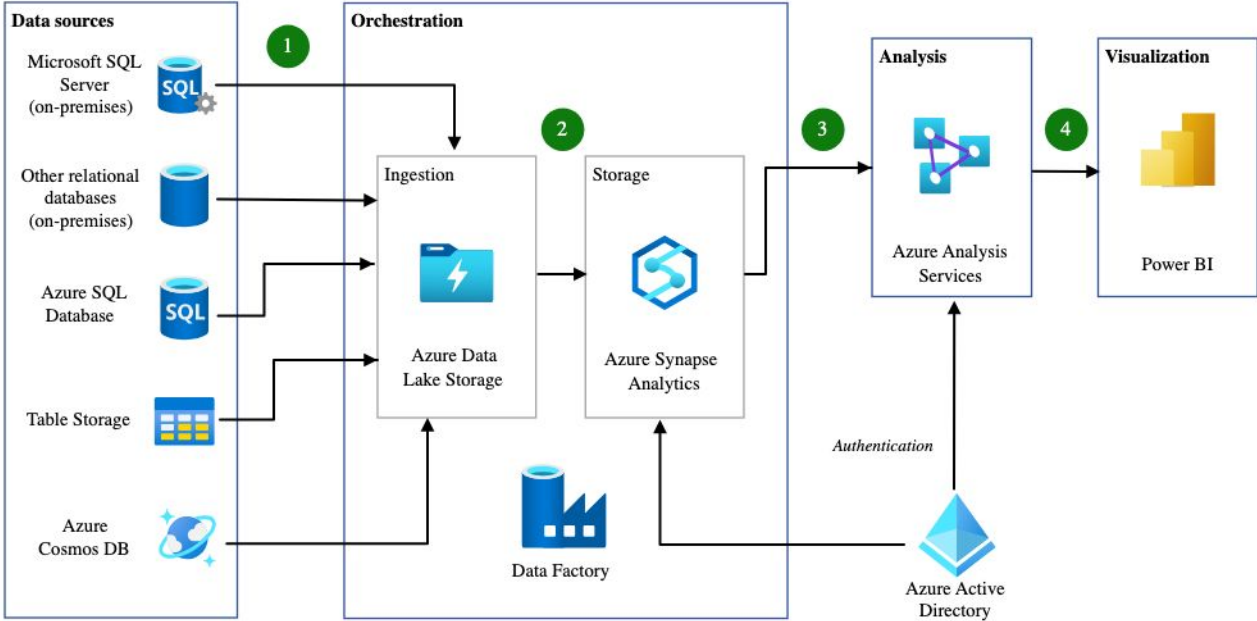 Data sources
Microsoft SQL
Server
(on-premises)
SQL
Other relational
databases
(on-premises)
Azure SQL
Database
SQL
Table Storage
Azure
Cosmos DB
1
Orchestration
2
Ingestion
Azure Data
Lake Storage
Storage
Azure Synapse
Analytics
Data Factory
3
Analysis
Azure Analysis
Services
4
Visualization
Power BI
Authentication
Azure Active
Directory